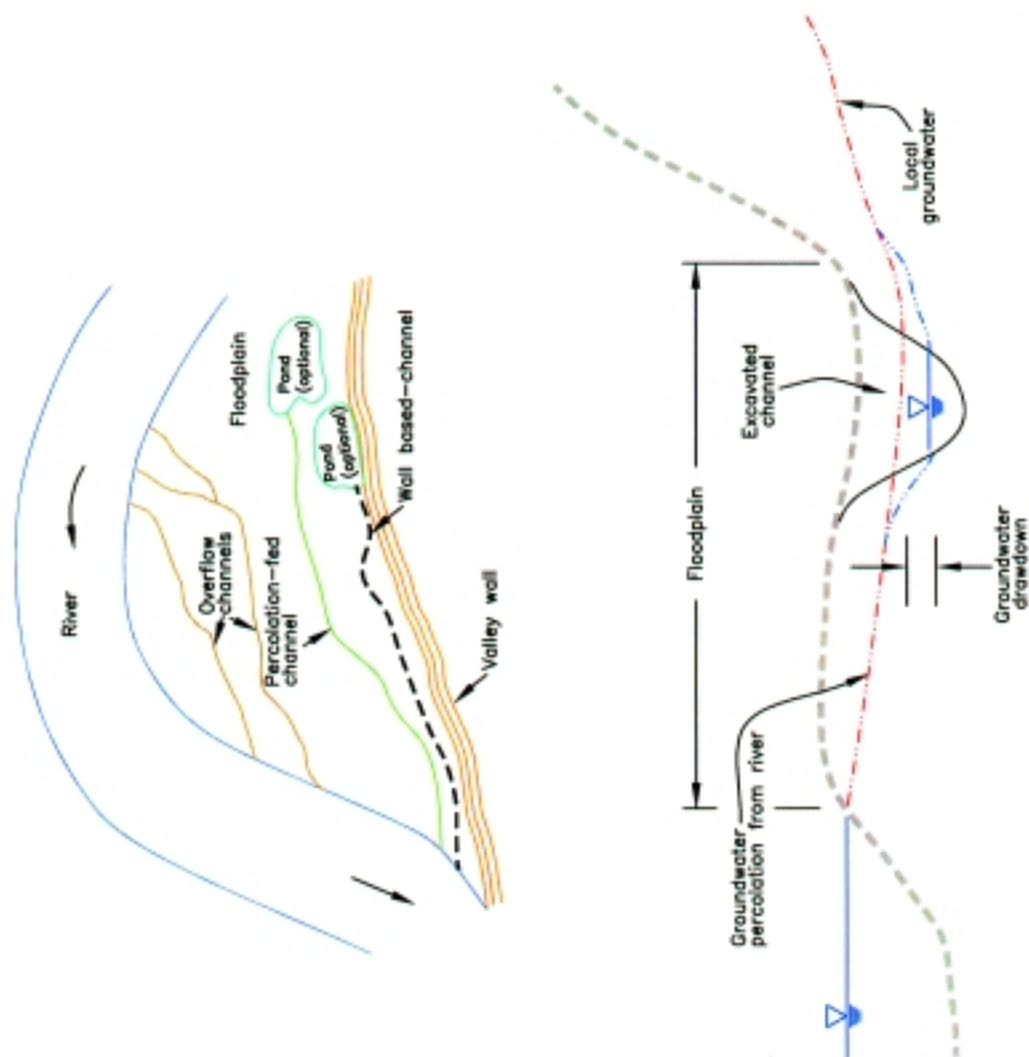 River
Overflow
channels
Percolation-fed
channel
Floodplain
Pond
(optional)
Pond
(optional)
Wall based-channel
Valley wall
Floodplain
Excavated
channel
Local
groundwater
Groundwater
percolation from river
Groundwater
drawdown